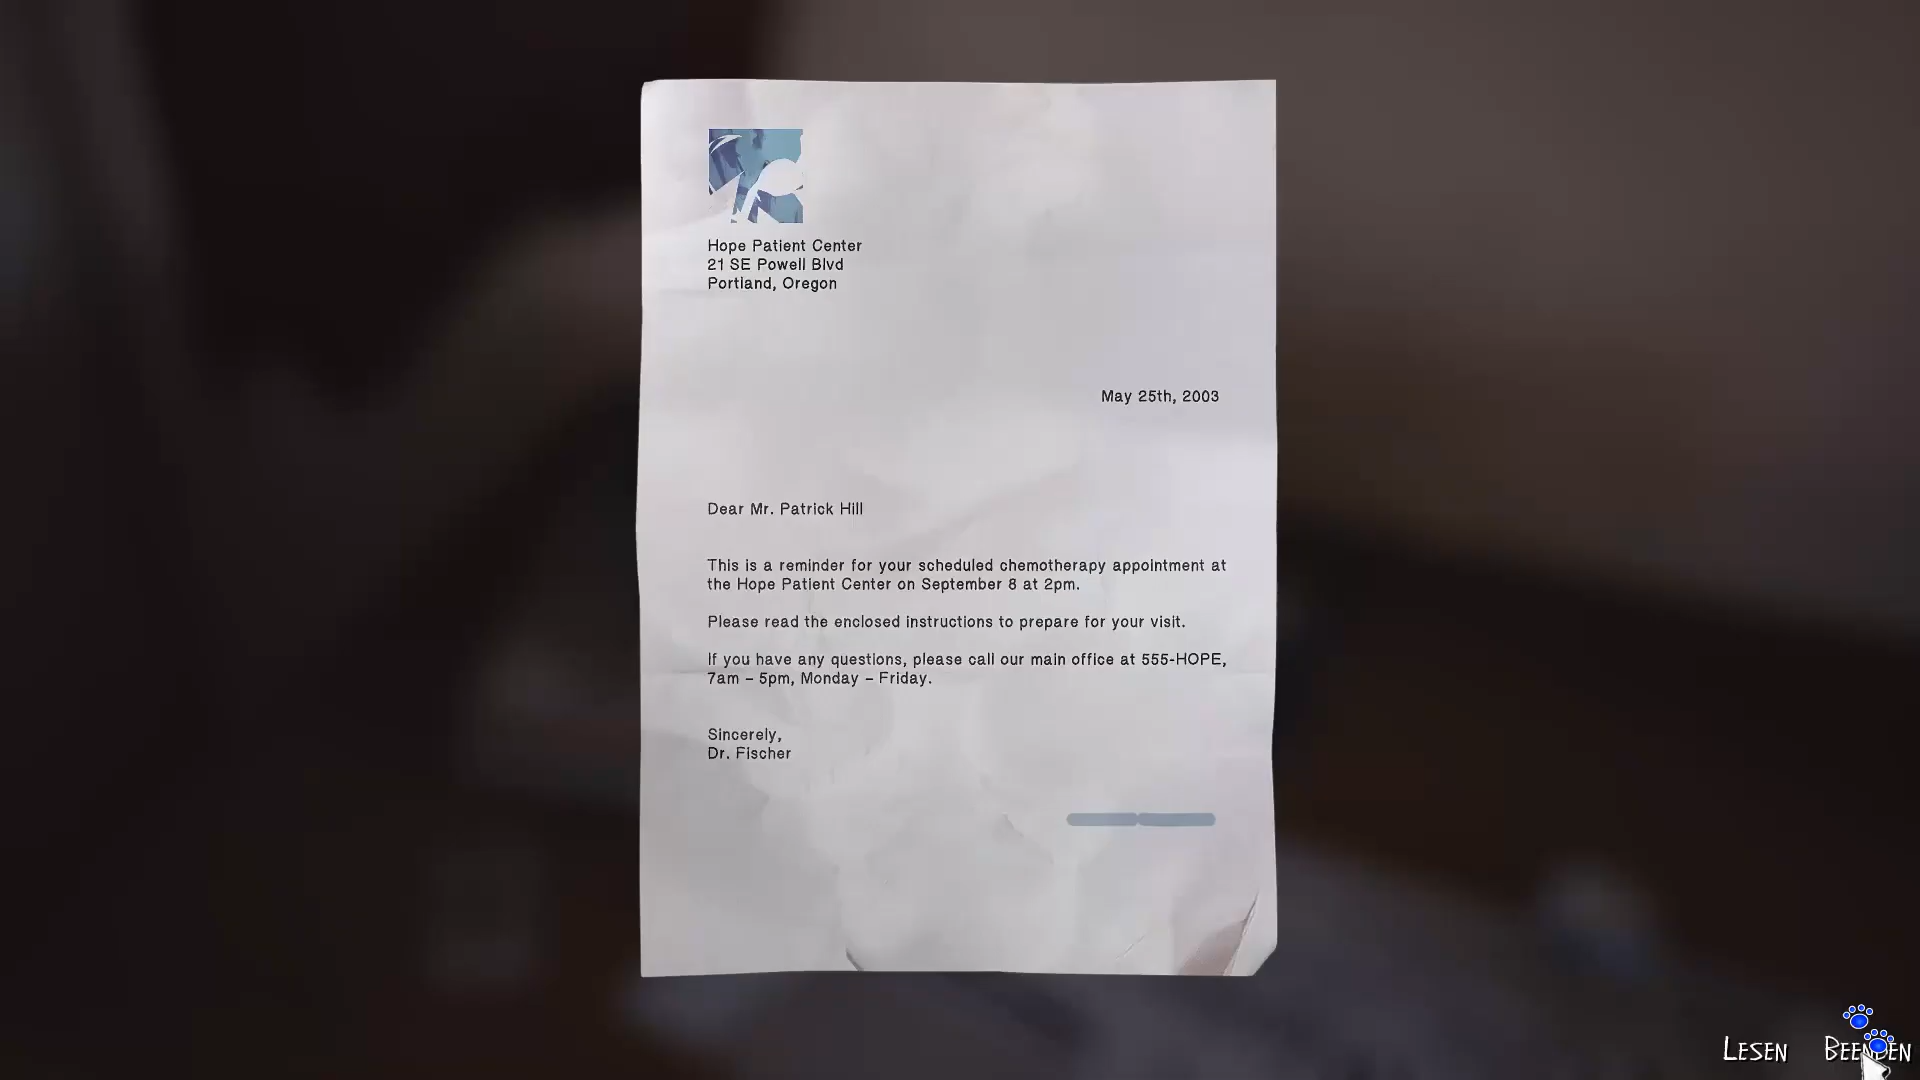 Hope Patient Center
21 SE Powell Blvd
Portland, Oregon
May 25th, 2003
Dear Mr. Patrick Hill
This is a reminder for your scheduled chemotherapy appointment at
the Hope Patient Center on September 8 at 2pm.
Please read the enclosed instructions to prepare for your visit.
If you have any questions, please call our main office at 555-HOPE,
7am – 5pm, Monday – Friday.
Sincerely,
Dr. Fischer
LESEN BEENDEN